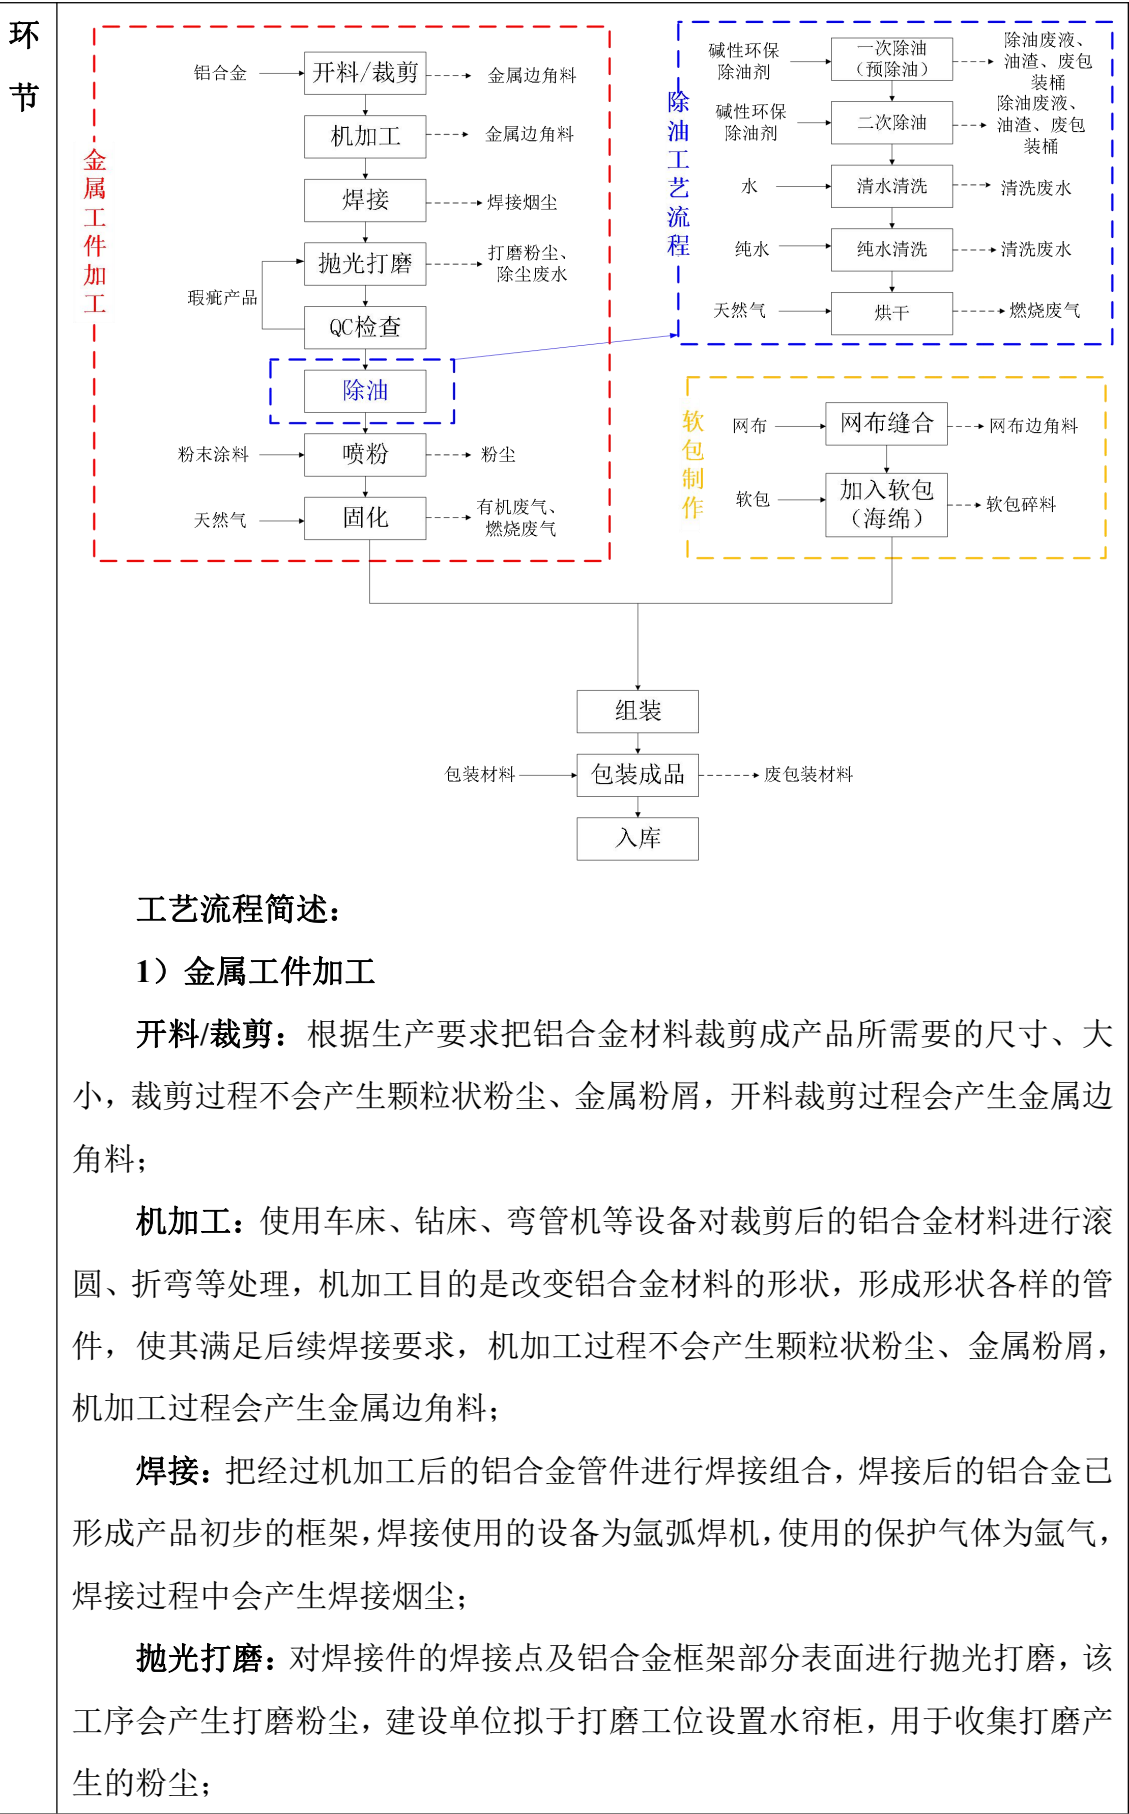 环
节
金属工件加工
铝合金
开料/裁剪
金属边角料
机加工
金属边角料
焊接
焊接烟尘
抛光打磨
打磨粉尘、
除尘废水
瑕疵产品
QC检查
除油
粉末涂料
喷粉
粉尘
天然气
固化
有机废气、
燃烧废气
除油工艺流程
碱性环保
除油剂
一次除油
（预除油）
除油废液、
油渣、废包
装桶
碱性环保
除油剂
二次除油
除油废液、
油渣、废包
装桶
水
清水清洗
清洗废水
纯水
纯水清洗
清洗废水
天然气
烘干
燃烧废气
软包制作
网布
网布缝合
网布边角料
软包
加入软包
（海绵）
软包碎料
组装
包装材料
包装成品
废包装材料
入库
工艺流程简述：
1）金属工件加工
开料/裁剪：根据生产要求把铝合金材料裁剪成产品所需要的尺寸、大
小，裁剪过程不会产生颗粒状粉尘、金属粉屑，开料裁剪过程会产生金属边
角料；
机加工：使用车床、钻床、弯管机等设备对裁剪后的铝合金材料进行滚
圆、折弯等处理，机加工目的是改变铝合金材料的形状，形成形状各样的管
件，使其满足后续焊接要求，机加工过程不会产生颗粒状粉尘、金属粉屑，
机加工过程会产生金属边角料；
焊接：把经过机加工后的铝合金管件进行焊接组合，焊接后的铝合金已
形成产品初步的框架，焊接使用的设备为氩弧焊机，使用的保护气体为氩气，
焊接过程中会产生焊接烟尘；
抛光打磨：对焊接件的焊接点及铝合金框架部分表面进行抛光打磨，该
工序会产生打磨粉尘，建设单位拟于打磨工位设置水帘柜，用于收集打磨产
生的粉尘；